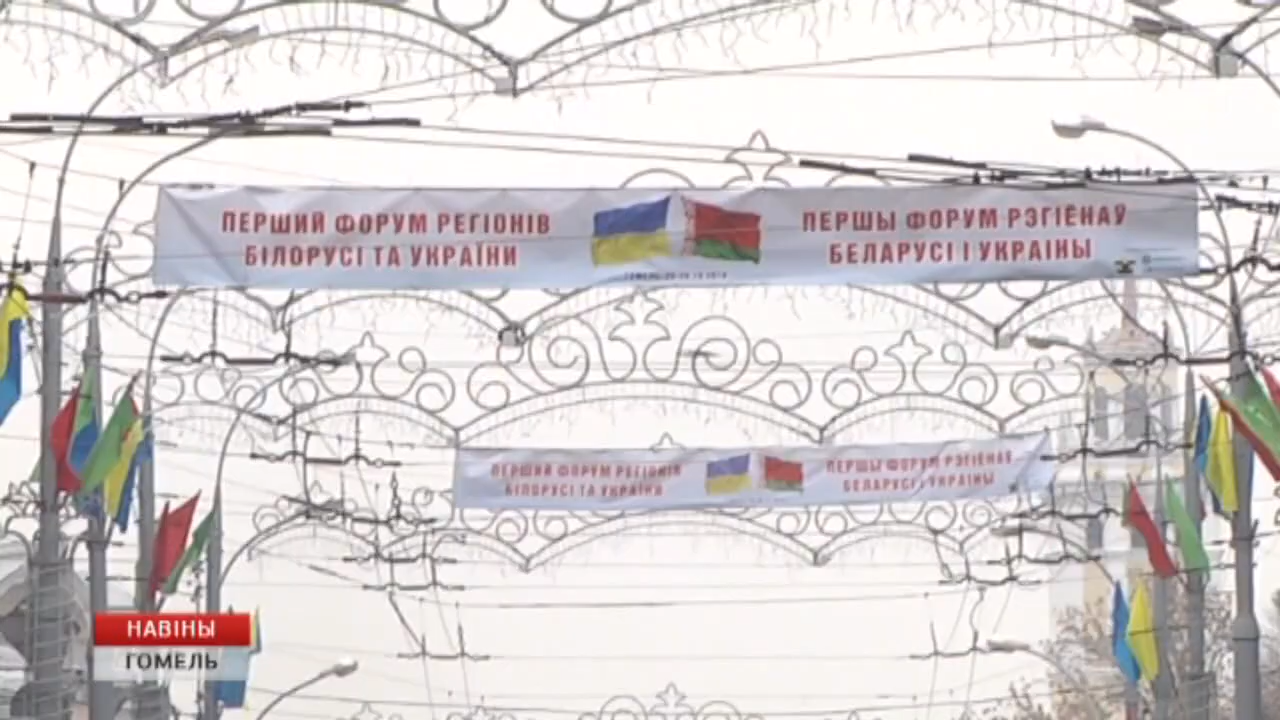 ПЕРШИЙ ФОРУМ РЕГІОНІВ
БІЛОРУСІ ТА УКРАЇНИ
ПЕРШЫ ФОРУМ РЭГІЁНАЎ
БЕЛАРУСІ І УКРАІНЫ
ПЕРШИЙ ФОРУМ РЕГІОНІВ
БІЛОРУСІ ТА УКРАЇНИ
ПЕРШЫ ФОРУМ РЭГІЁНАЎ
БЕЛАРУСІ І УКРАІНЫ
НАВІНЫ
ГОМЕЛЬ